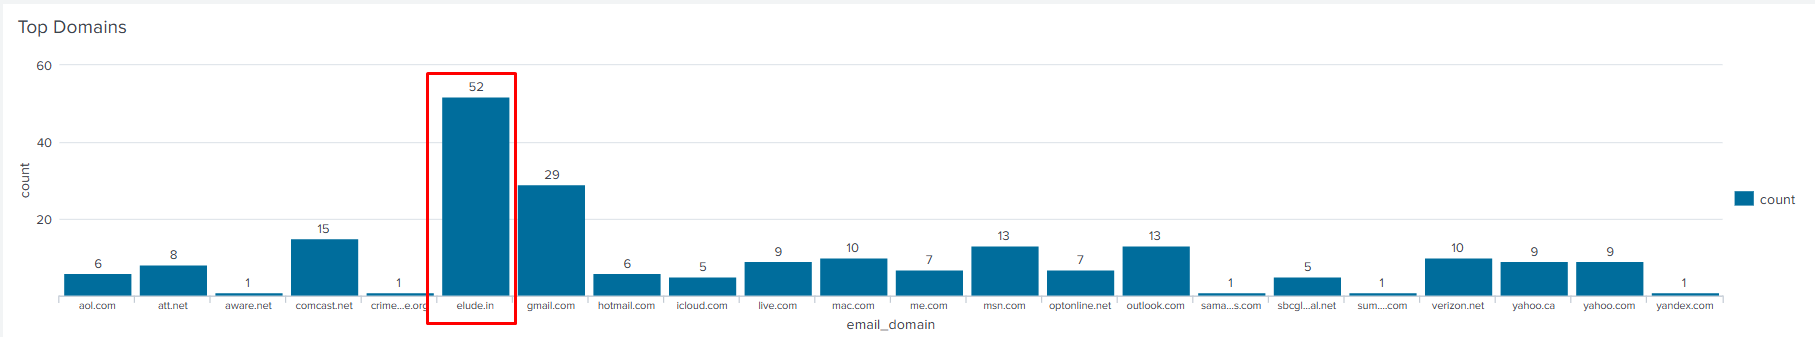 Top Domains
60
40
20
count
6
8
1
15
1
52
29
6
5
9
10
7
13
7
13
1
5
1
10
9
9
1
aol.com
att.net
aware.net
comcast.net
crime...e.org
elude.in
gmail.com
hotmail.com
icloud.com
live.com
mac.com
me.com
msn.com
optonline.net
outlook.com
sama...s.com
sbcgl...al.net
sum....com
verizon.net
yahoo.ca
yahoo.com
yandex.com
email_domain
count